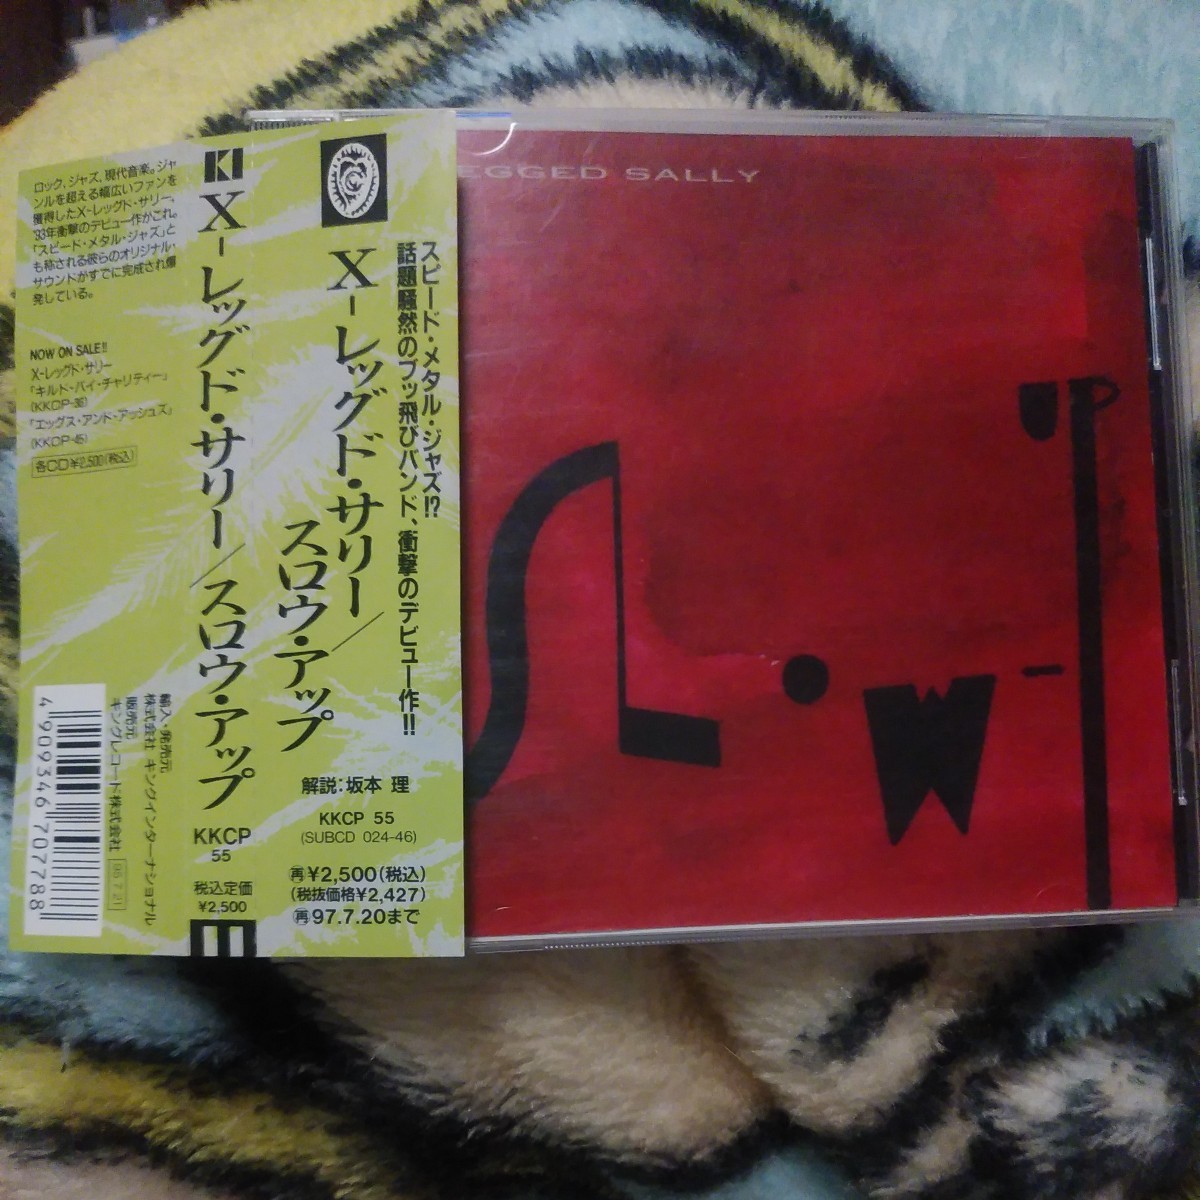 ロック、ジャズ、現代音楽。ジャ
ンルを超える幅広いファンを
獲得したX-レッグド・サリー。
'93年衝撃のデビュー作がこれ。
「スピード・メタル・ジャズ」と
も称される彼らのオリジナル・
サウンドがすでに完成され爆
発している。
NOW ON SALE!!
X-レッグド・サリー
「キルド・バイ・チャリティー」
(KKCP-36)
「エッグス・アンド・アッシュズ」
(KKCP-45)
各CD¥2,500(税込)
4 909346 707788
輸入・発売元
株式会社 キングインターナショナル
販売元
キングレコード株式会社
X-レッグド・サリー/スロウ・アップ
KKCP
55
税込定価
¥2,500
スピード・メタル・ジャズ!?
話題騒然のブッ飛びバンド、衝撃のデビュー作!!
X-レッグド・サリー/
スロウ・アップ
解説:坂本 理
KKCP 55
(SUBCD 024-46)
再¥2,500(税込)
(税抜価格¥2,427)
再97.7.20まで
EGGED SALLY
SLOW-UP